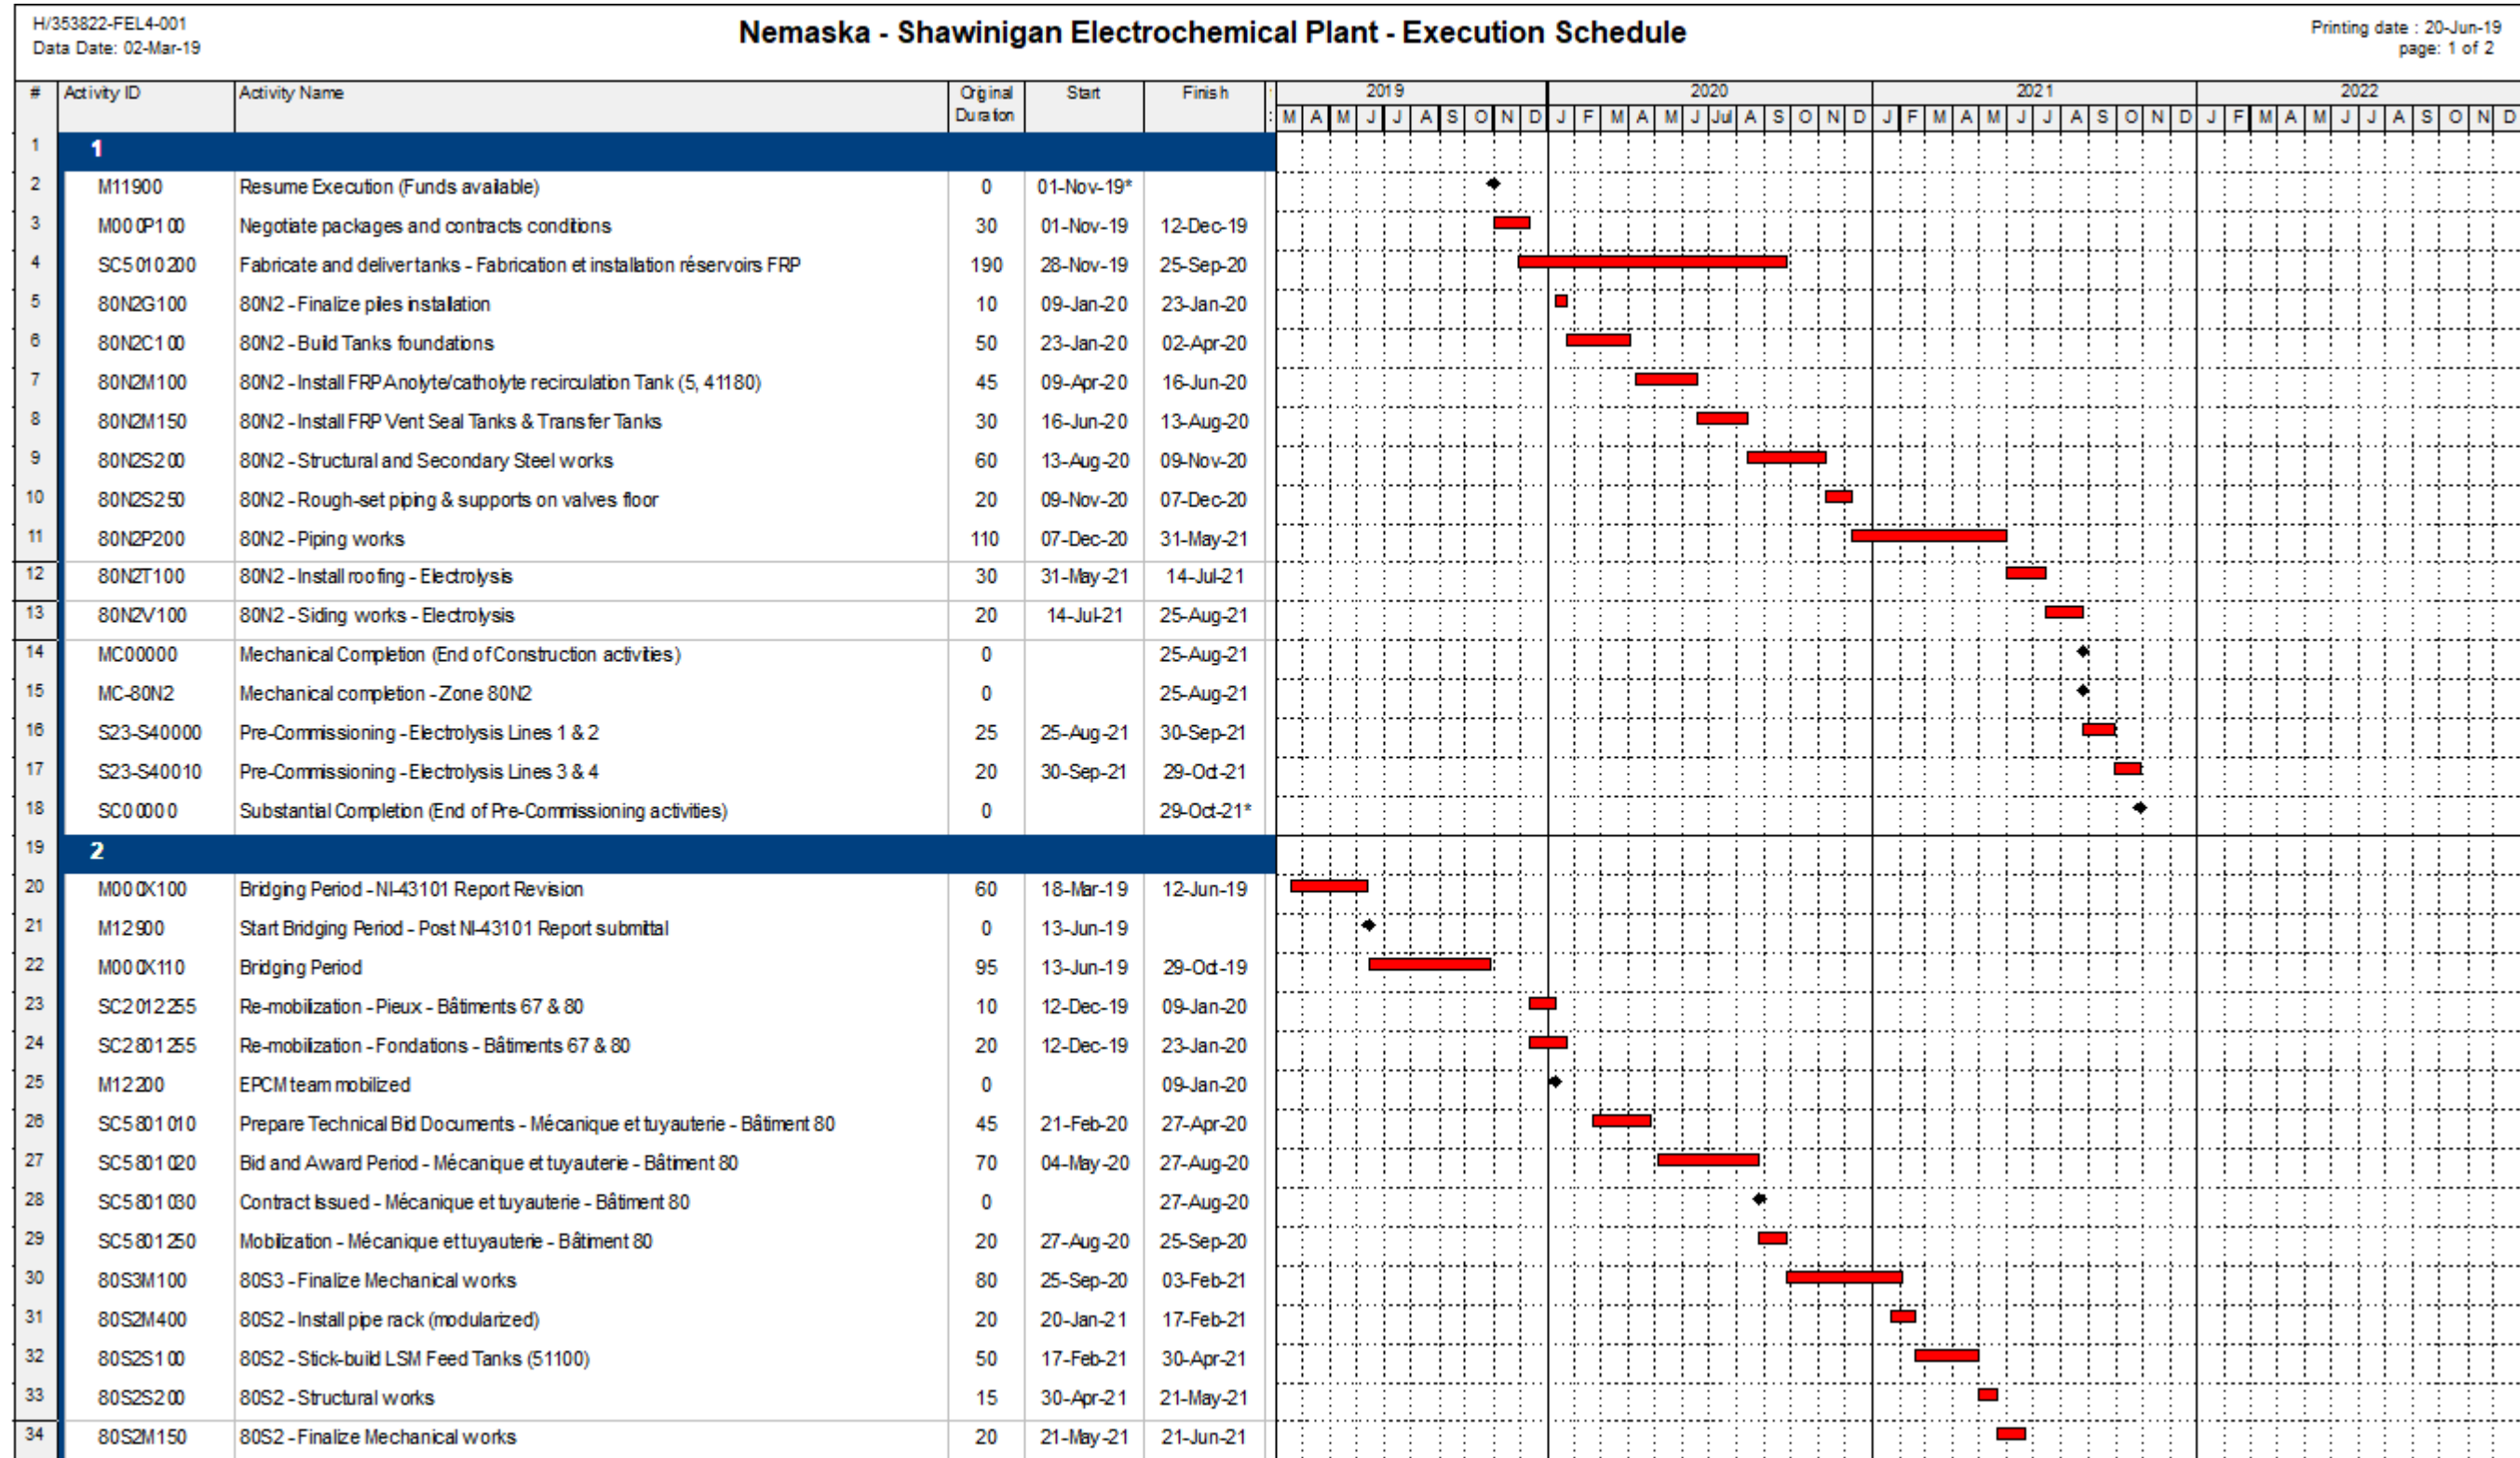 H/353822-FEL4-001
Data Date: 02-Mar-19
Nemaska - Shawinigan Electrochemical Plant - Execution Schedule
Printing date : 20-Jun-19
page: 1 of 2
# Activity ID Activity Name Original Duration Start Finish 2019 2020 2021 2022
M A M J J A S O N D J F M A M J Jul A S O N D J F M A M J J A S O N D J F M A M J J A S O N D
1 1
2 M11900 Resume Execution (Funds available) 0 01-Nov-19*
3 M000P100 Negotiate packages and contracts conditions 30 01-Nov-19 12-Dec-19
4 SC5010200 Fabricate and deliver tanks - Fabrication et installation réservoirs FRP 190 28-Nov-19 25-Sep-20
5 80N2G100 80N2 - Finalize piles installation 10 09-Jan-20 23-Jan-20
6 80N2C100 80N2 - Build Tanks foundations 50 23-Jan-20 02-Apr-20
7 80N2M100 80N2 - Install FRP Anolyte/catholyte recirculation Tank (5, 41180) 45 09-Apr-20 16-Jun-20
8 80N2M150 80N2 - Install FRP Vent Seal Tanks & Transfer Tanks 30 16-Jun-20 13-Aug-20
9 80N2S200 80N2 - Structural and Secondary Steel works 60 13-Aug-20 09-Nov-20
10 80N2S250 80N2 - Rough-set piping & supports on valves floor 20 09-Nov-20 07-Dec-20
11 80N2P200 80N2 - Piping works 110 07-Dec-20 31-May-21
12 80N2T100 80N2 - Install roofing - Electrolysis 30 31-May-21 14-Jul-21
13 80N2V100 80N2 - Siding works - Electrolysis 20 14-Jul-21 25-Aug-21
14 MC00000 Mechanical Completion (End of Construction activities) 0 25-Aug-21
15 MC-80N2 Mechanical completion - Zone 80N2 0 25-Aug-21
16 S23-S40000 Pre-Commissioning - Electrolysis Lines 1 & 2 25 25-Aug-21 30-Sep-21
17 S23-S40010 Pre-Commissioning - Electrolysis Lines 3 & 4 20 30-Sep-21 29-Oct-21
18 SC00000 Substantial Completion (End of Pre-Commissioning activities) 0 29-Oct-21*
19 2
20 M000X100 Bridging Period - NI-43101 Report Revision 60 18-Mar-19 12-Jun-19
21 M12900 Start Bridging Period - Post NI-43101 Report submittal 0 13-Jun-19
22 M000X110 Bridging Period 95 13-Jun-19 29-Oct-19
23 SC2012255 Re-mobilization - Pieux - Bâtiments 67 & 80 10 12-Dec-19 09-Jan-20
24 SC2801255 Re-mobilization - Fondations - Bâtiments 67 & 80 20 12-Dec-19 23-Jan-20
25 M12200 EPCM team mobilized 0 09-Jan-20
26 SC5801010 Prepare Technical Bid Documents - Mécanique et tuyauterie - Bâtiment 80 45 21-Feb-20 27-Apr-20
27 SC5801020 Bid and Award Period - Mécanique et tuyauterie - Bâtiment 80 70 04-May-20 27-Aug-20
28 SC5801030 Contract Issued - Mécanique et tuyauterie - Bâtiment 80 0 27-Aug-20
29 SC5801250 Mobilization - Mécanique et tuyauterie - Bâtiment 80 20 27-Aug-20 25-Sep-20
30 80S3M100 80S3 - Finalize Mechanical works 80 25-Sep-20 03-Feb-21
31 80S2M400 80S2 - Install pipe rack (modularized) 20 20-Jan-21 17-Feb-21
32 80S2S100 80S2 - Stick-build LSM Feed Tanks (51100) 50 17-Feb-21 30-Apr-21
33 80S2S200 80S2 - Structural works 15 30-Apr-21 21-May-21
34 80S2M150 80S2 - Finalize Mechanical works 20 21-May-21 21-Jun-21